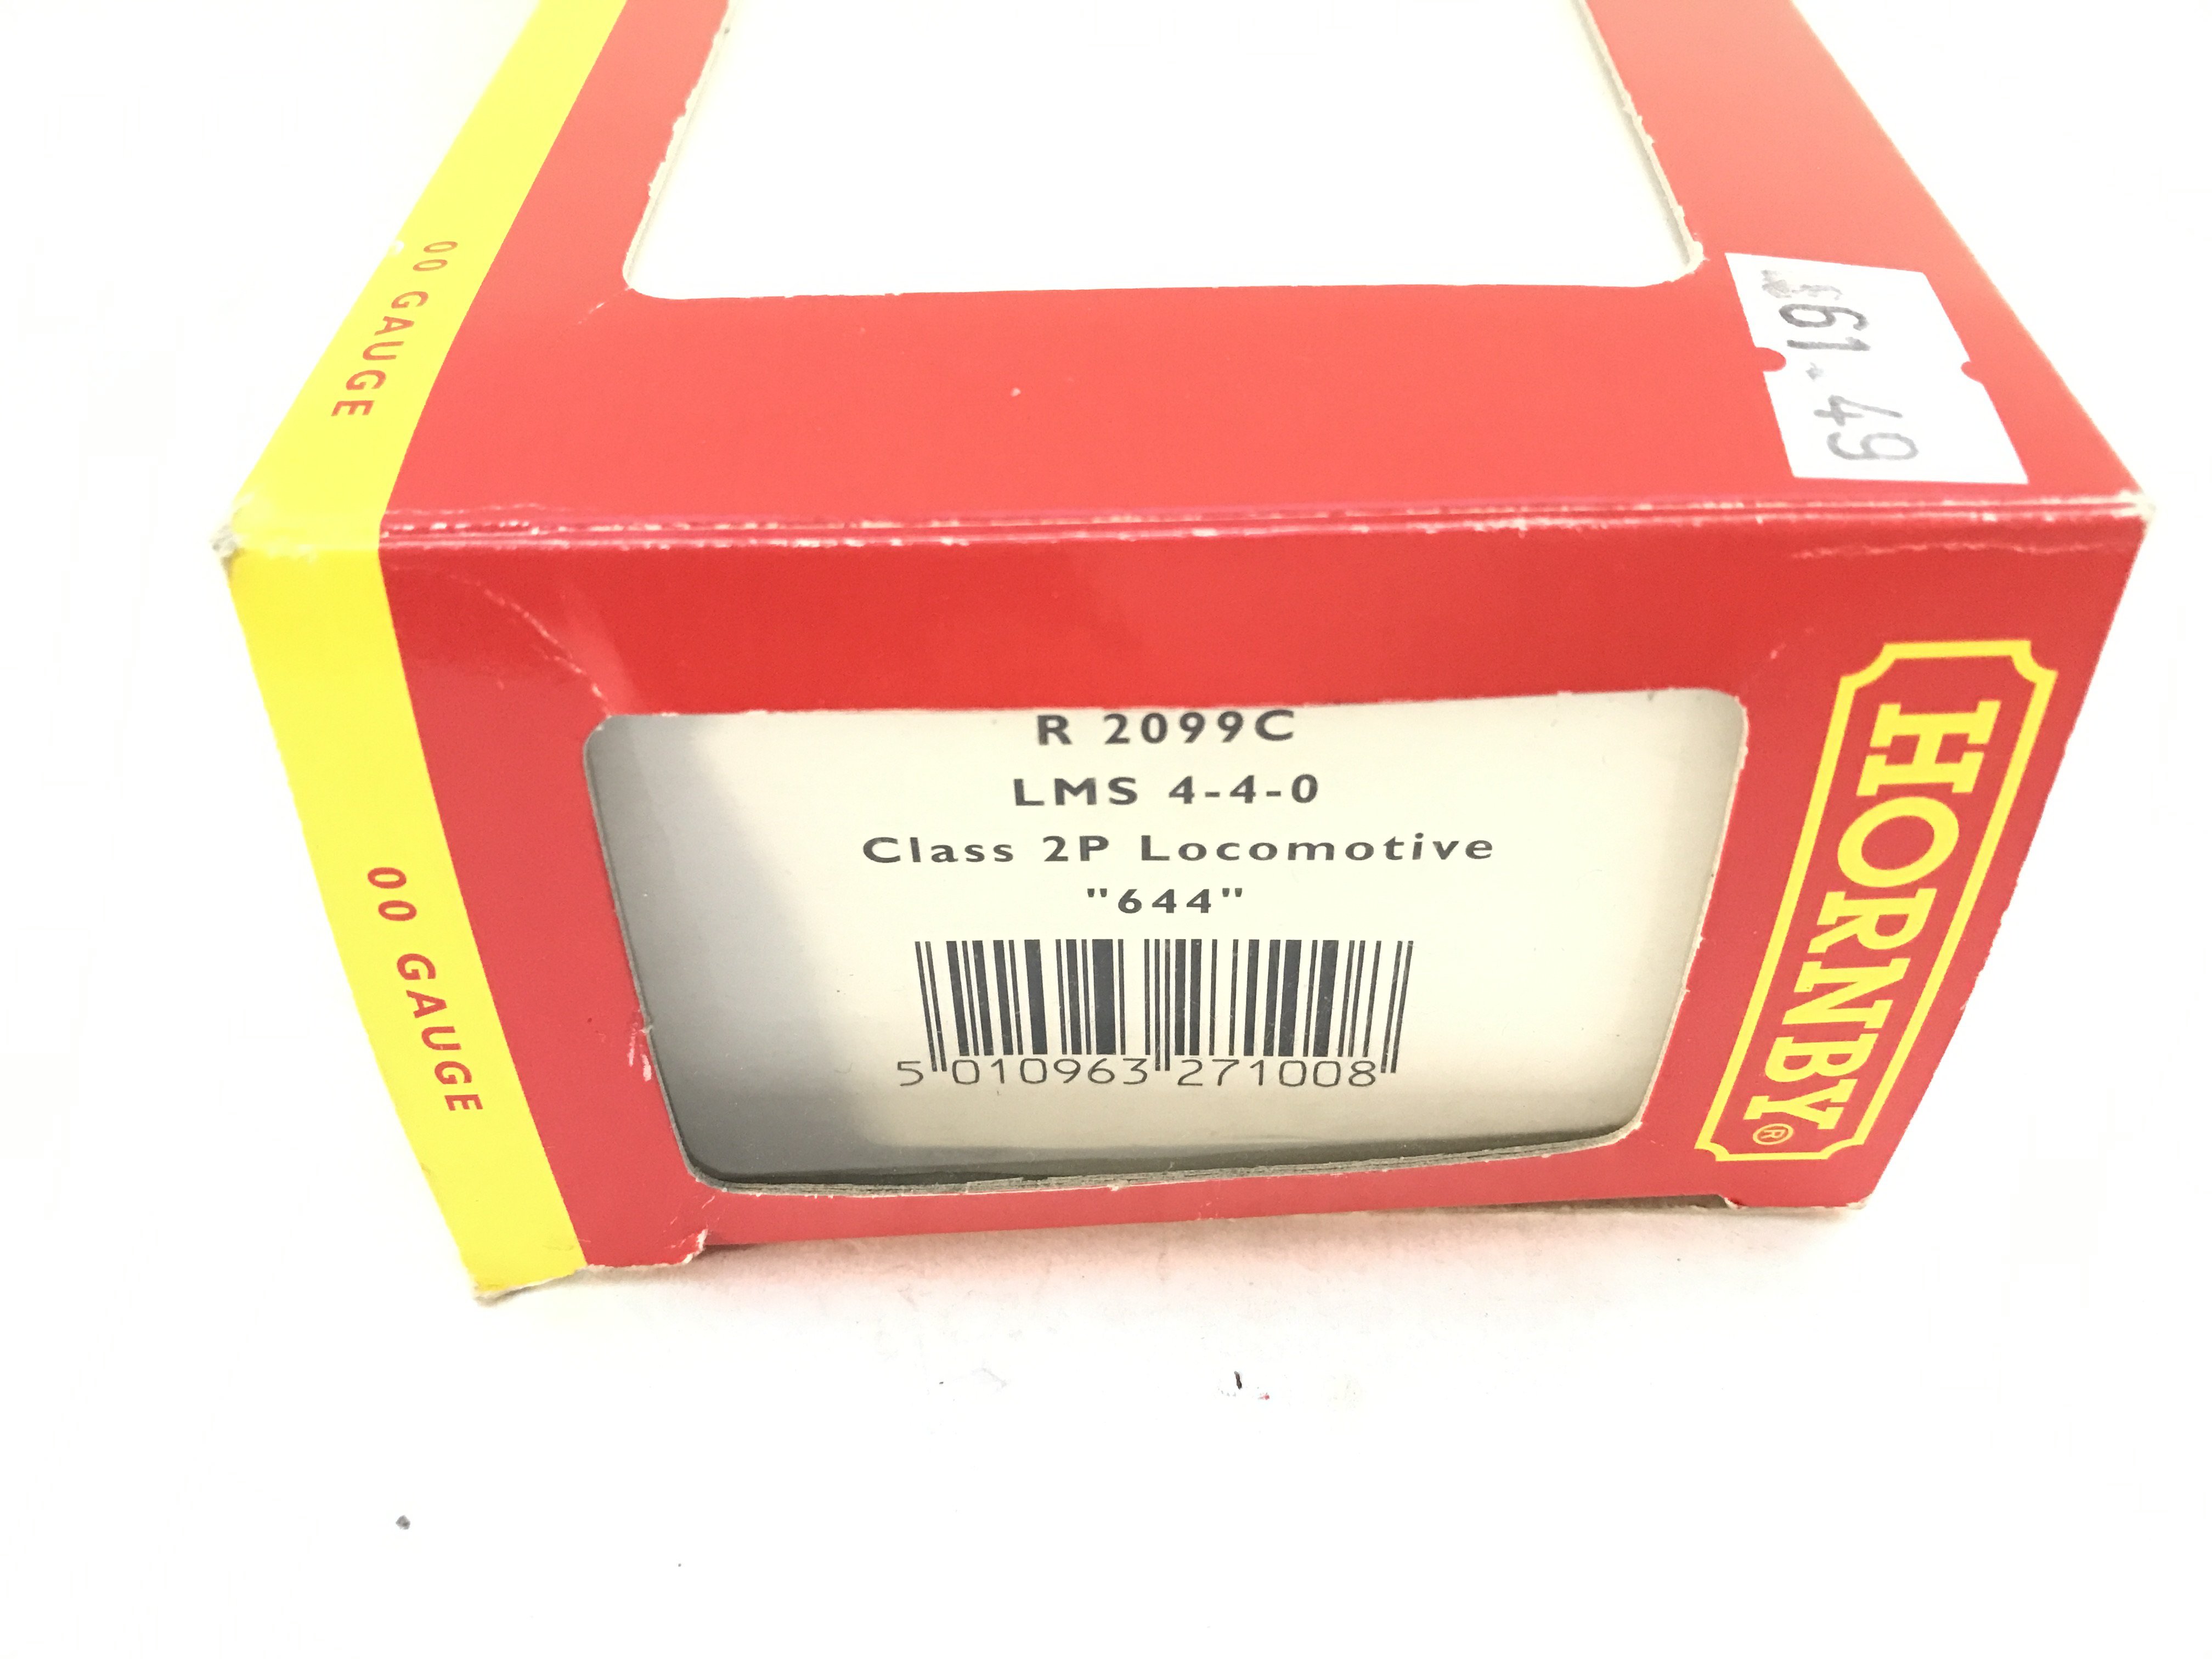 00 GAUGE
61.49
R 2099C
LMS 4-4-0
Class 2P Locomotive
"644"
5 010963 271008
00 GAUGE
HORNBY®